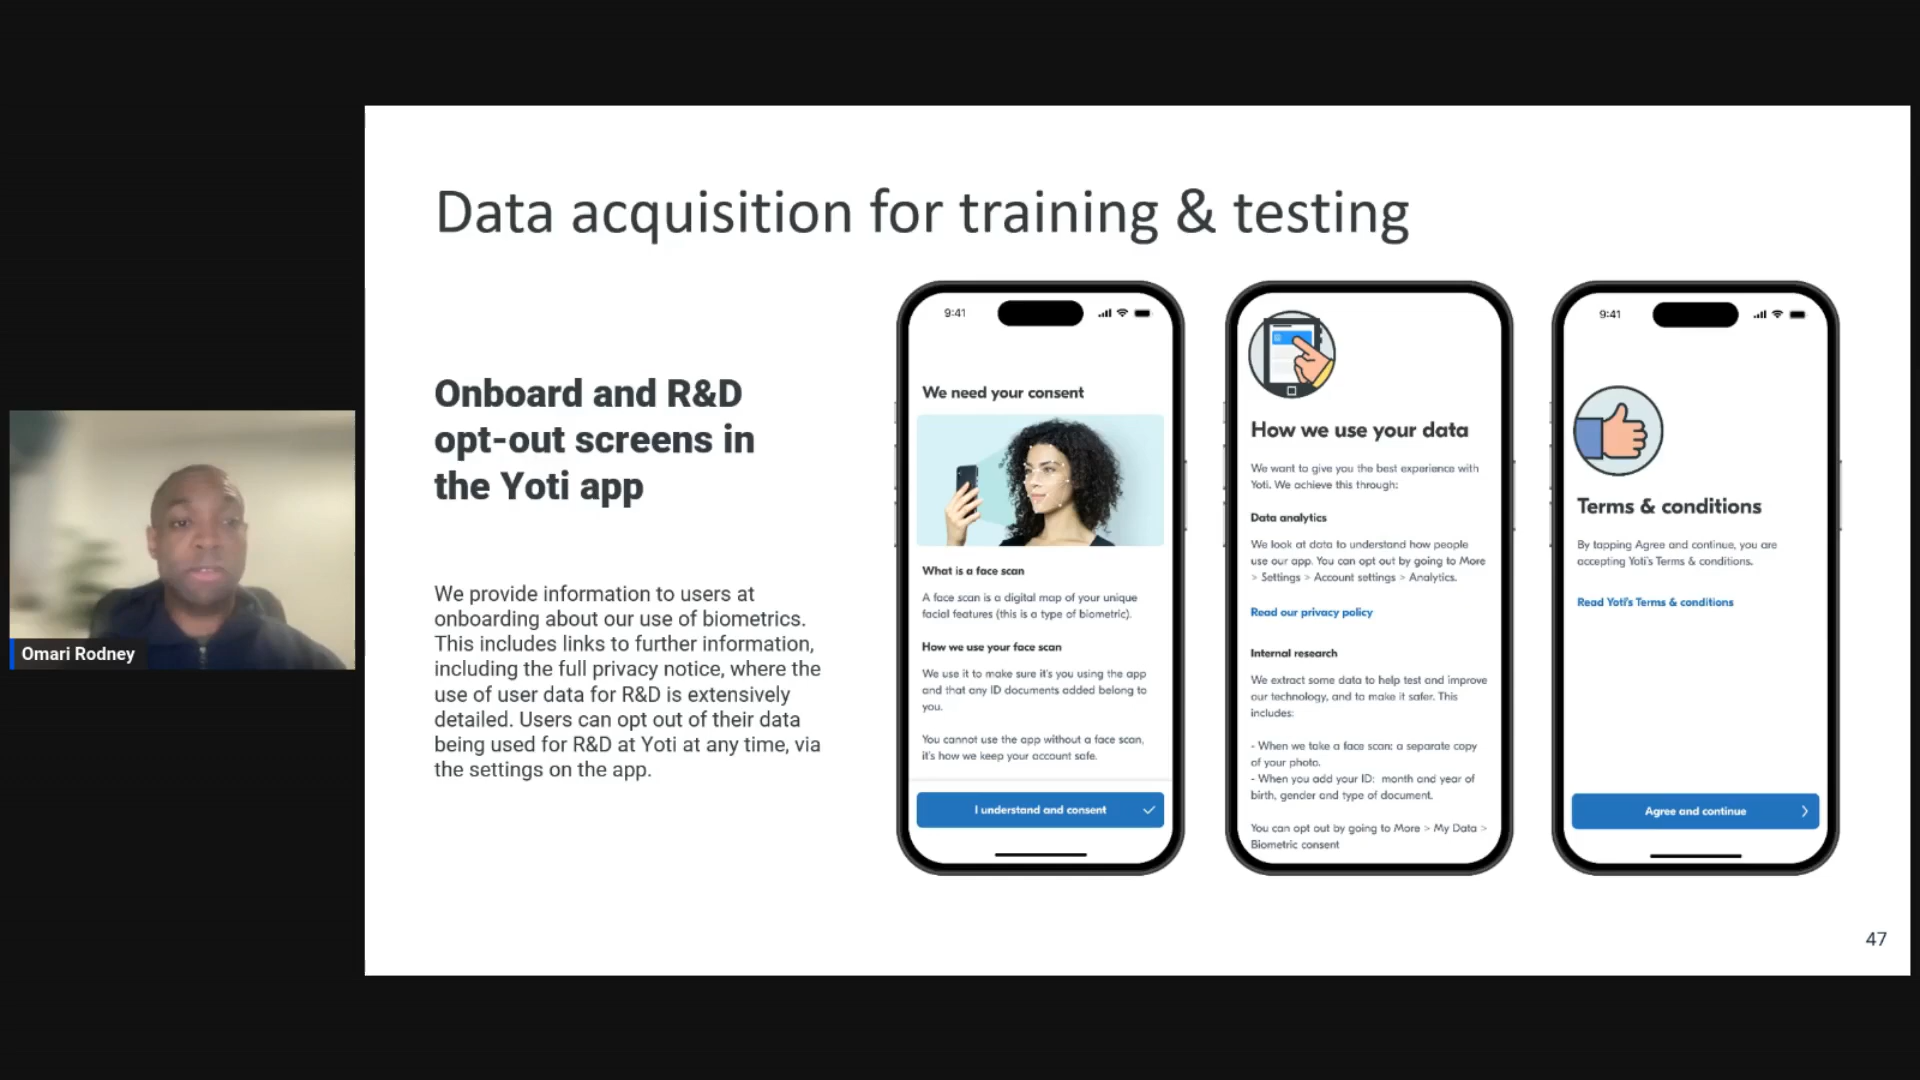 Data acquisition for training & testing
Onboard and R&D
opt-out screens in
the Yoti app
We provide information to users at
onboarding about our use of biometrics.
This includes links to further information,
including the full privacy notice, where the
use of user data for R&D is extensively
detailed. Users can opt out of their data
being used for R&D at Yoti at any time, via
the settings on the app.
Omari Rodney
9:41
We need your consent
What is a face scan
A face scan is a digital map of your unique
facial features (this is a type of biometric).
How we use your face scan
We use it to make sure it's you using the app
and that any ID documents added belong to
you.
You cannot use the app without a face scan,
it's how we keep your account safe.
I understand and consent
How we use your data
We want to give you the best experience with
Yoti. We achieve this through:
Data analytics
We look at data to understand how people
use our app. You can opt out by going to More
> Settings > Account settings > Analytics.
Read our privacy policy
Internal research
We extract some data to help test and improve
our technology, and to make it safer. This
includes:
- When we take a face scan: a separate copy
of your photo.
- When you add your ID: month and year of
birth, gender and type of document.
You can opt out by going to More > My Data >
Biometric consent
9:41
Terms & conditions
By tapping Agree and continue, you are
accepting Yoti's Terms & conditions.
Read Yoti's Terms & conditions
Agree and continue
47